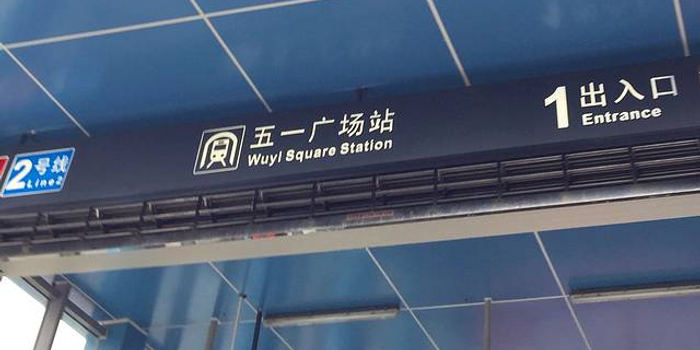 2号线
Line2
五一广场站
Wuyi Square Station
1 出入口
Entrance